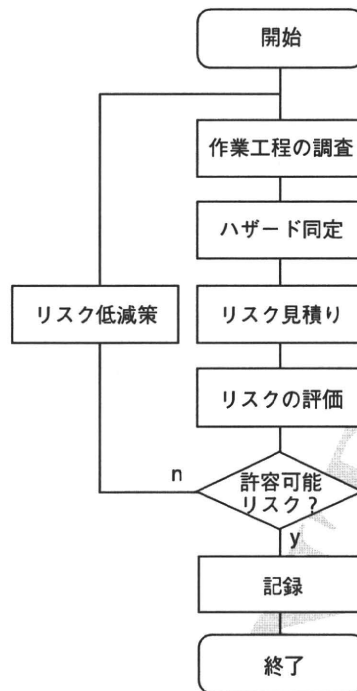 開始
作業工程の調査
ハザード同定
リスク低減策
リスク見積り
リスクの評価
n
許容可能
リスク？
y
記録
終了